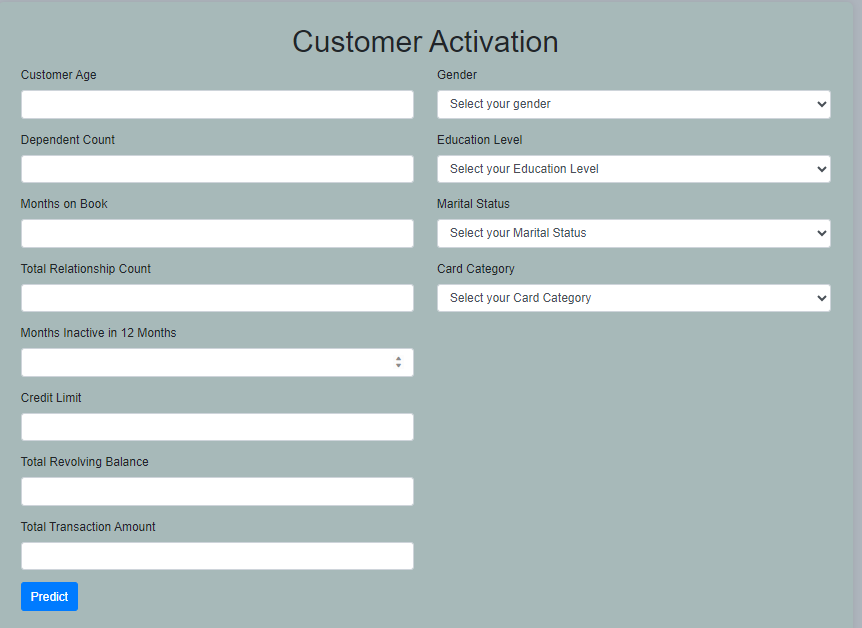 Customer Activation
Customer Age
Gender
Select your gender
Dependent Count
Education Level
Select your Education Level
Months on Book
Marital Status
Select your Marital Status
Total Relationship Count
Card Category
Select your Card Category
Months Inactive in 12 Months
Credit Limit
Total Revolving Balance
Total Transaction Amount
Predict